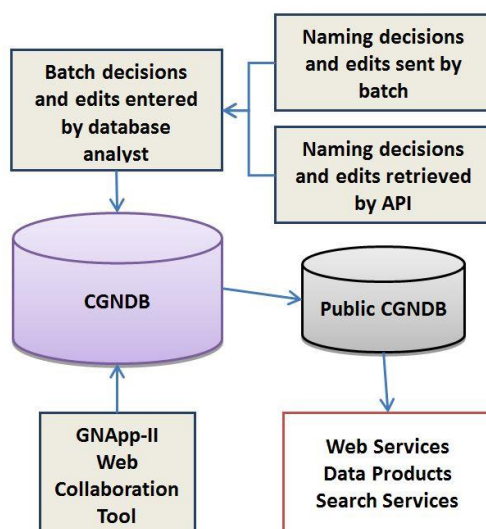 Naming decisions
and edits sent by
batch
Batch decisions
and edits entered
by database
analyst
Naming decisions
and edits retrieved
by API
CGNDB
Public CGNDB
GNApp-II
Web
Collaboration
Tool
Web Services
Data Products
Search Services